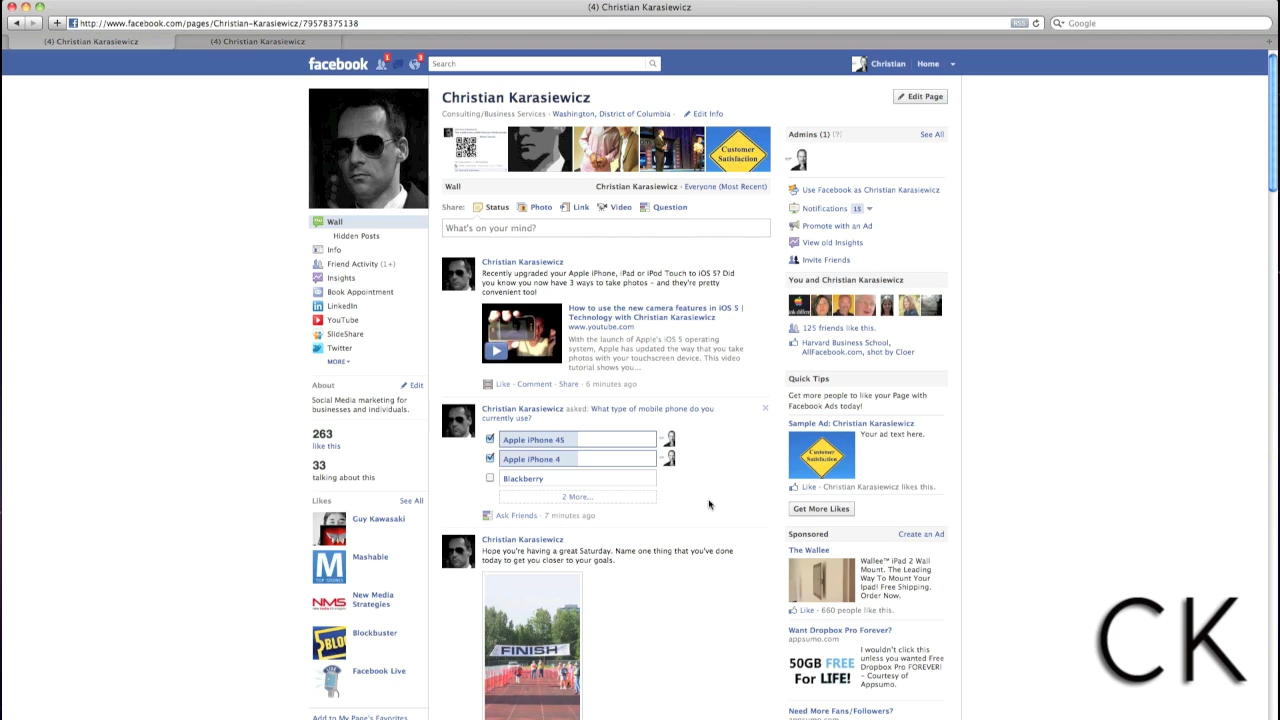 (4) Christian Karasiewicz
http://www.facebook.com/pages/Christian-Karasiewicz/79578375138
RSS
Google
(4) Christian Karasiewicz
(4) Christian Karasiewicz
facebook
Search
Christian
Home
Christian Karasiewicz
Edit Page
Consulting/Business Services · Washington, District of Columbia · Edit Info
Customer Satisfaction
Wall
Christian Karasiewicz · Everyone (Most Recent)
Share: Status Photo Link Video Question
What's on your mind?
Wall
Hidden Posts
Info
Friend Activity (1+)
Insights
Book Appointment
LinkedIn
YouTube
SlideShare
Twitter
MORE
About
Edit
Social Media marketing for
businesses and individuals.
263
like this
33
talking about this
Likes
See All
Guy Kawasaki
Mashable
New Media
Strategies
NMS
Blockbuster
Facebook Live
Add to My Page's Favorites
Christian Karasiewicz
Recently upgraded your Apple iPhone, iPad or iPod Touch to iOS 5? Did
you know you now have 3 ways to take photos - and they're pretty
convenient too!
How to use the new camera features in iOS 5 |
Technology with Christian Karasiewicz
www.youtube.com
With the launch of Apple's iOS 5 operating
system, Apple has updated the way that you take
photos with your touchscreen device. This video
tutorial shows you...
Like · Comment · Share · 6 minutes ago
Christian Karasiewicz asked: What type of mobile phone do you
currently use?
Apple iPhone 4S
Apple iPhone 4
Blackberry
2 More...
Ask Friends · 7 minutes ago
Christian Karasiewicz
Hope you're having a great Saturday. Name one thing that you've done
today to get you closer to your goals.
FINISH
Admins (1) (?)
See All
Use Facebook as Christian Karasiewicz
Notifications 15
Promote with an Ad
View old Insights
Invite Friends
You and Christian Karasiewicz
125 friends like this.
Harvard Business School,
AllFacebook.com, shot by Cloer
Quick Tips
Get more people to like your Page with
Facebook Ads today!
Sample Ad: Christian Karasiewicz
Customer Satisfaction
Your ad text here.
Like · Christian Karasiewicz likes this.
Get More Likes
Sponsored
Create an Ad
The Wallee
Wallee™ iPad 2 Wall
Mount. The Leading
Way To Mount Your
Ipad! Free Shipping.
Order Now.
Like · 660 people like this.
Want Dropbox Pro Forever?
appsumo.com
50GB FREE
For LIFE!
I wouldn't click this
unless you wanted Free
Dropbox Pro FOREVER!
- Courtesy of
Appsumo.
Need More Fans/Followers?
CK